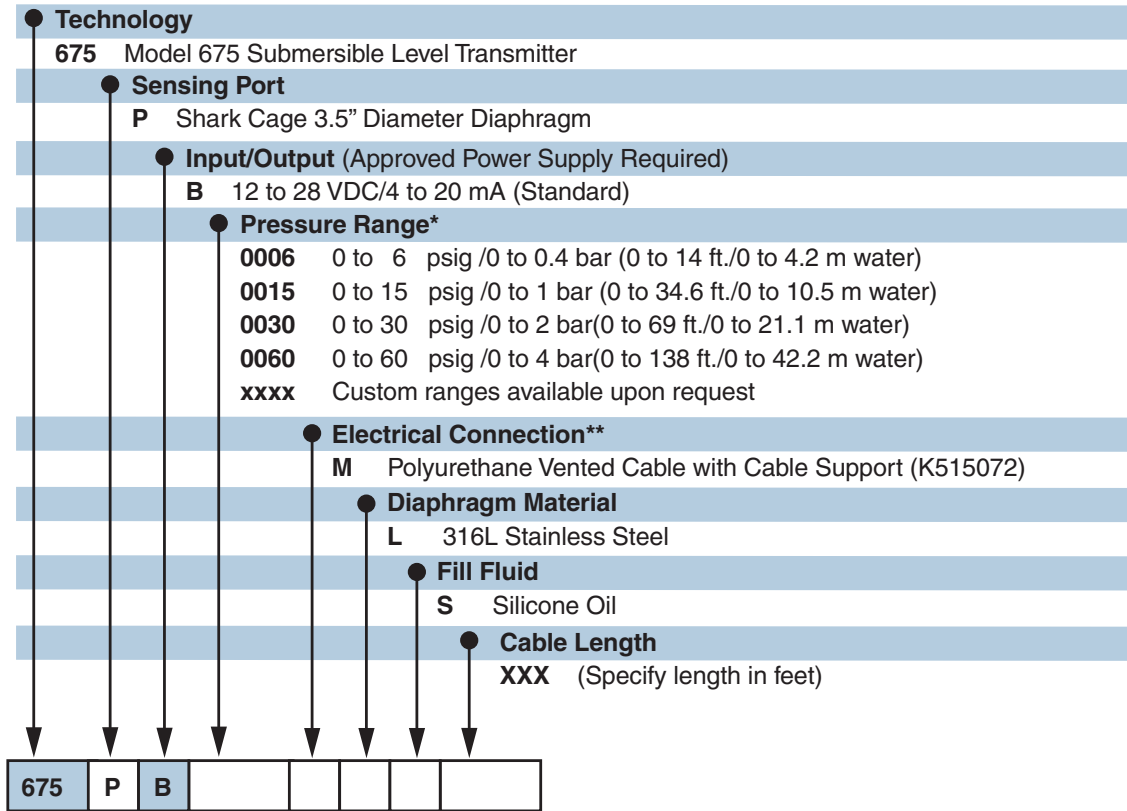 Technology
675 Model 675 Submersible Level Transmitter
Sensing Port
P Shark Cage 3.5” Diameter Diaphragm
Input/Output (Approved Power Supply Required)
B 12 to 28 VDC/4 to 20 mA (Standard)
Pressure Range*
0006 0 to 6 psig /0 to 0.4 bar (0 to 14 ft./0 to 4.2 m water)
0015 0 to 15 psig /0 to 1 bar (0 to 34.6 ft./0 to 10.5 m water)
0030 0 to 30 psig /0 to 2 bar(0 to 69 ft./0 to 21.1 m water)
0060 0 to 60 psig /0 to 4 bar(0 to 138 ft./0 to 42.2 m water)
xxxx Custom ranges available upon request
Electrical Connection**
M Polyurethane Vented Cable with Cable Support (K515072)
Diaphragm Material
L 316L Stainless Steel
Fill Fluid
S Silicone Oil
Cable Length
XXX (Specify length in feet)
675 P B